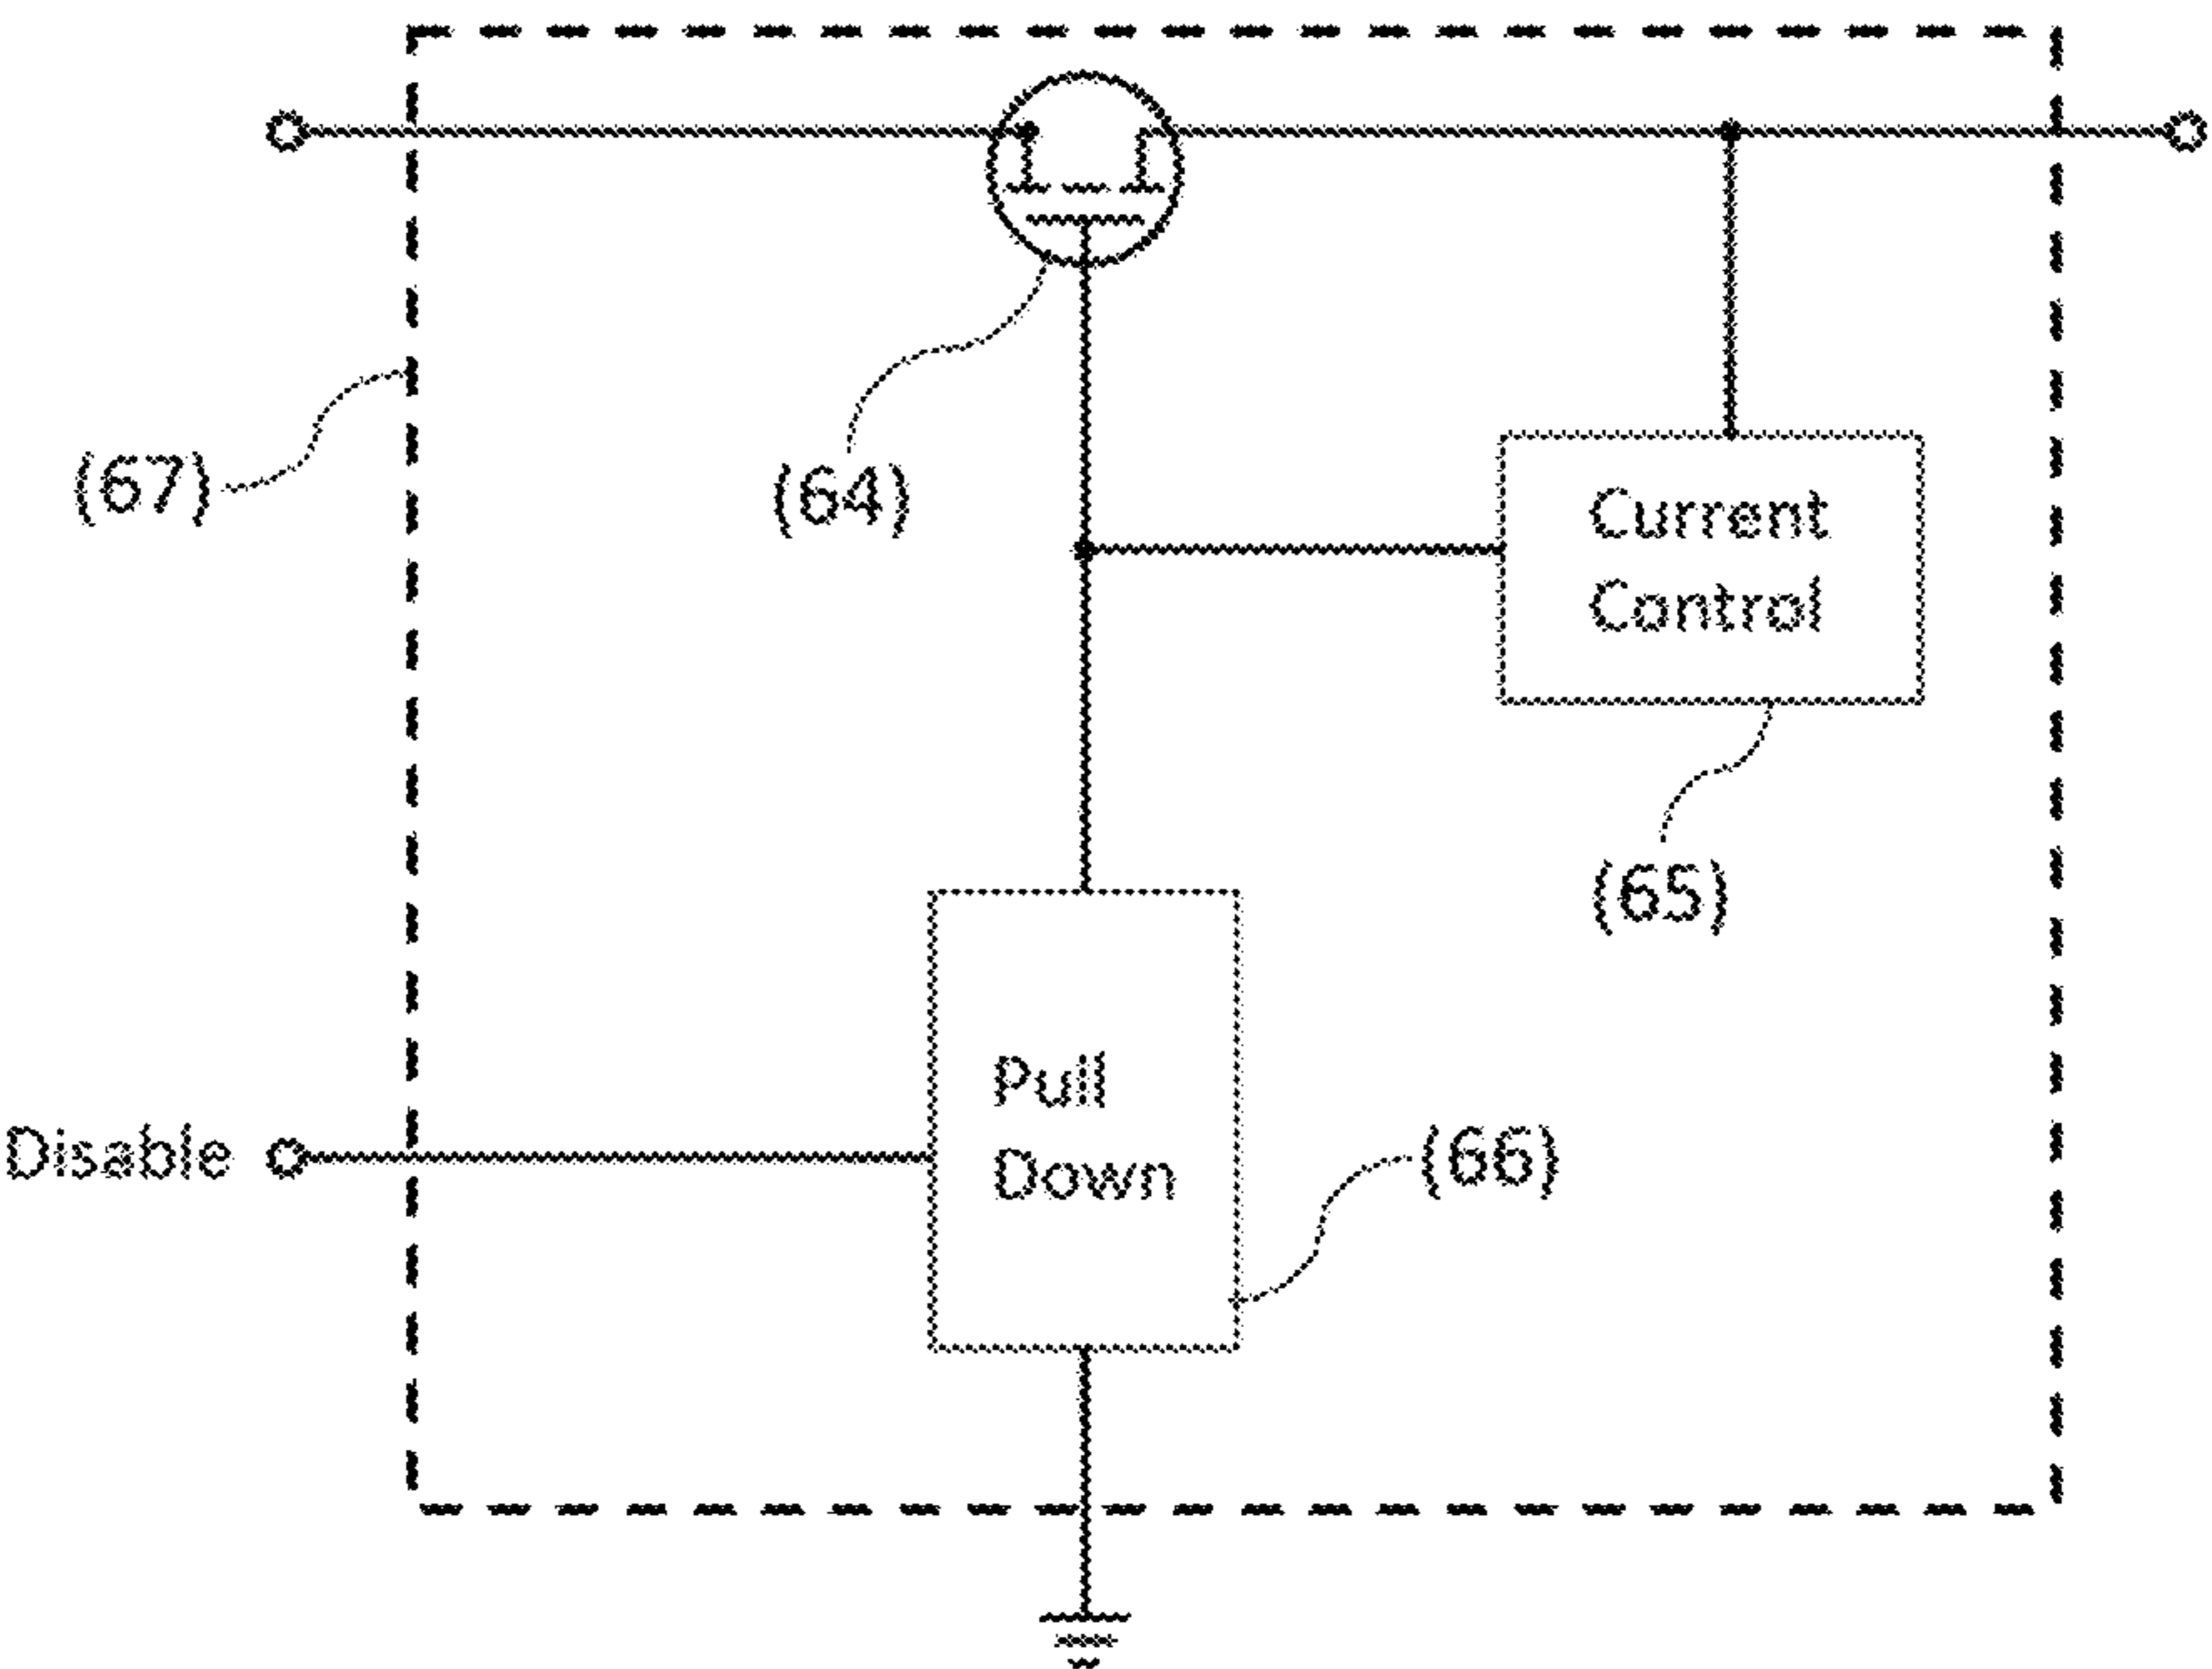 (67)
(64)
Current
Control
(65)
Pull
Down
Disable
(66)